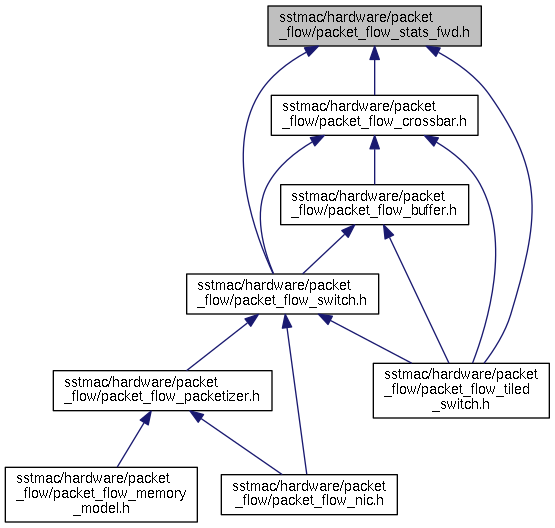 sstmac/hardware/packet
_flow/packet_flow_stats_fwd.h
sstmac/hardware/packet
_flow/packet_flow_crossbar.h
sstmac/hardware/packet
_flow/packet_flow_buffer.h
sstmac/hardware/packet
_flow/packet_flow_switch.h
sstmac/hardware/packet
_flow/packet_flow_packetizer.h
sstmac/hardware/packet
_flow/packet_flow_tiled
_switch.h
sstmac/hardware/packet
_flow/packet_flow_memory
_model.h
sstmac/hardware/packet
_flow/packet_flow_nic.h